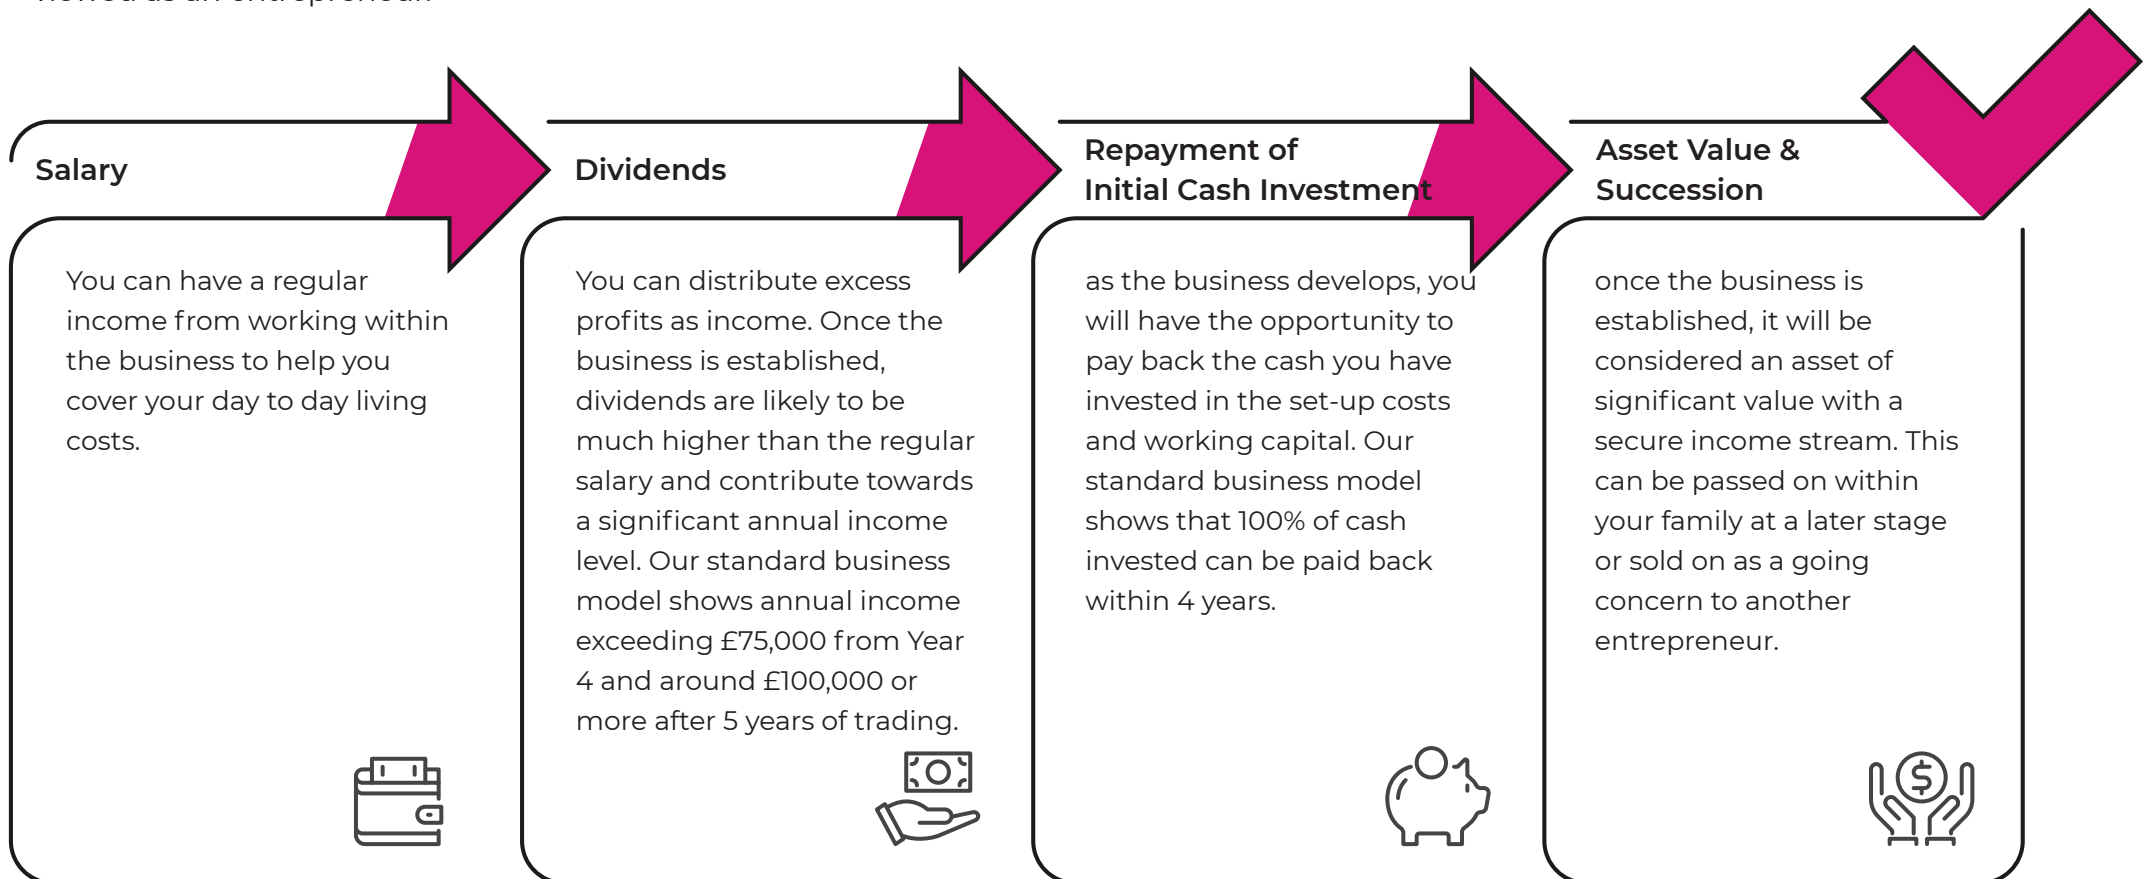 viewed as an entrepreneur.
Salary
You can have a regular
income from working within
the business to help you
cover your day to day living
costs.
Dividends
You can distribute excess
profits as income. Once the
business is established,
dividends are likely to be
much higher than the regular
salary and contribute towards
a significant annual income
level. Our standard business
model shows annual income
exceeding £75,000 from Year
4 and around £100,000 or
more after 5 years of trading.
Repayment of
Initial Cash Investment
as the business develops, you
will have the opportunity to
pay back the cash you have
invested in the set-up costs
and working capital. Our
standard business model
shows that 100% of cash
invested can be paid back
within 4 years.
Asset Value &
Succession
once the business is
established, it will be
considered an asset of
significant value with a
secure income stream. This
can be passed on within
your family at a later stage
or sold on as a going
concern to another
entrepreneur.
$